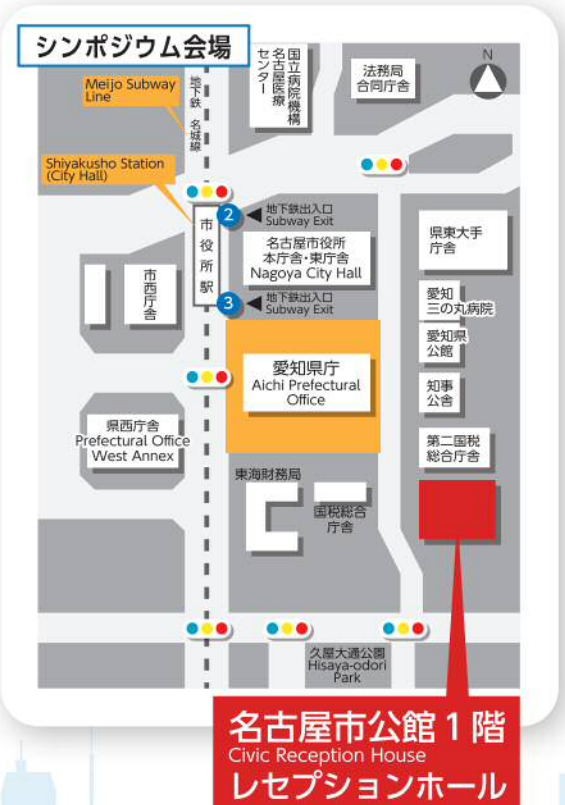 シンポジウム会場
Meijo Subway
Line
地下鉄 名城線
国立病院機構
名古屋医療
センター
法務局
合同庁舎
N
Shiyakusho Station
(City Hall)
市役所駅
2
地下鉄出入口
Subway Exit
名古屋市役所
本庁舎・東庁舎
Nagoya City Hall
3
地下鉄出入口
Subway Exit
県東大手
庁舎
市西庁舎
愛知
三の丸病院
愛知県
公館
愛知県庁
Aichi Prefectural
Office
知事
公舎
県西庁舎
Prefectural Office
West Annex
第二国税
総合庁舎
東海財務局
国税総合
庁舎
久屋大通公園
Hisaya-odori
Park
名古屋市公館1階
Civic Reception House
レセプションホール